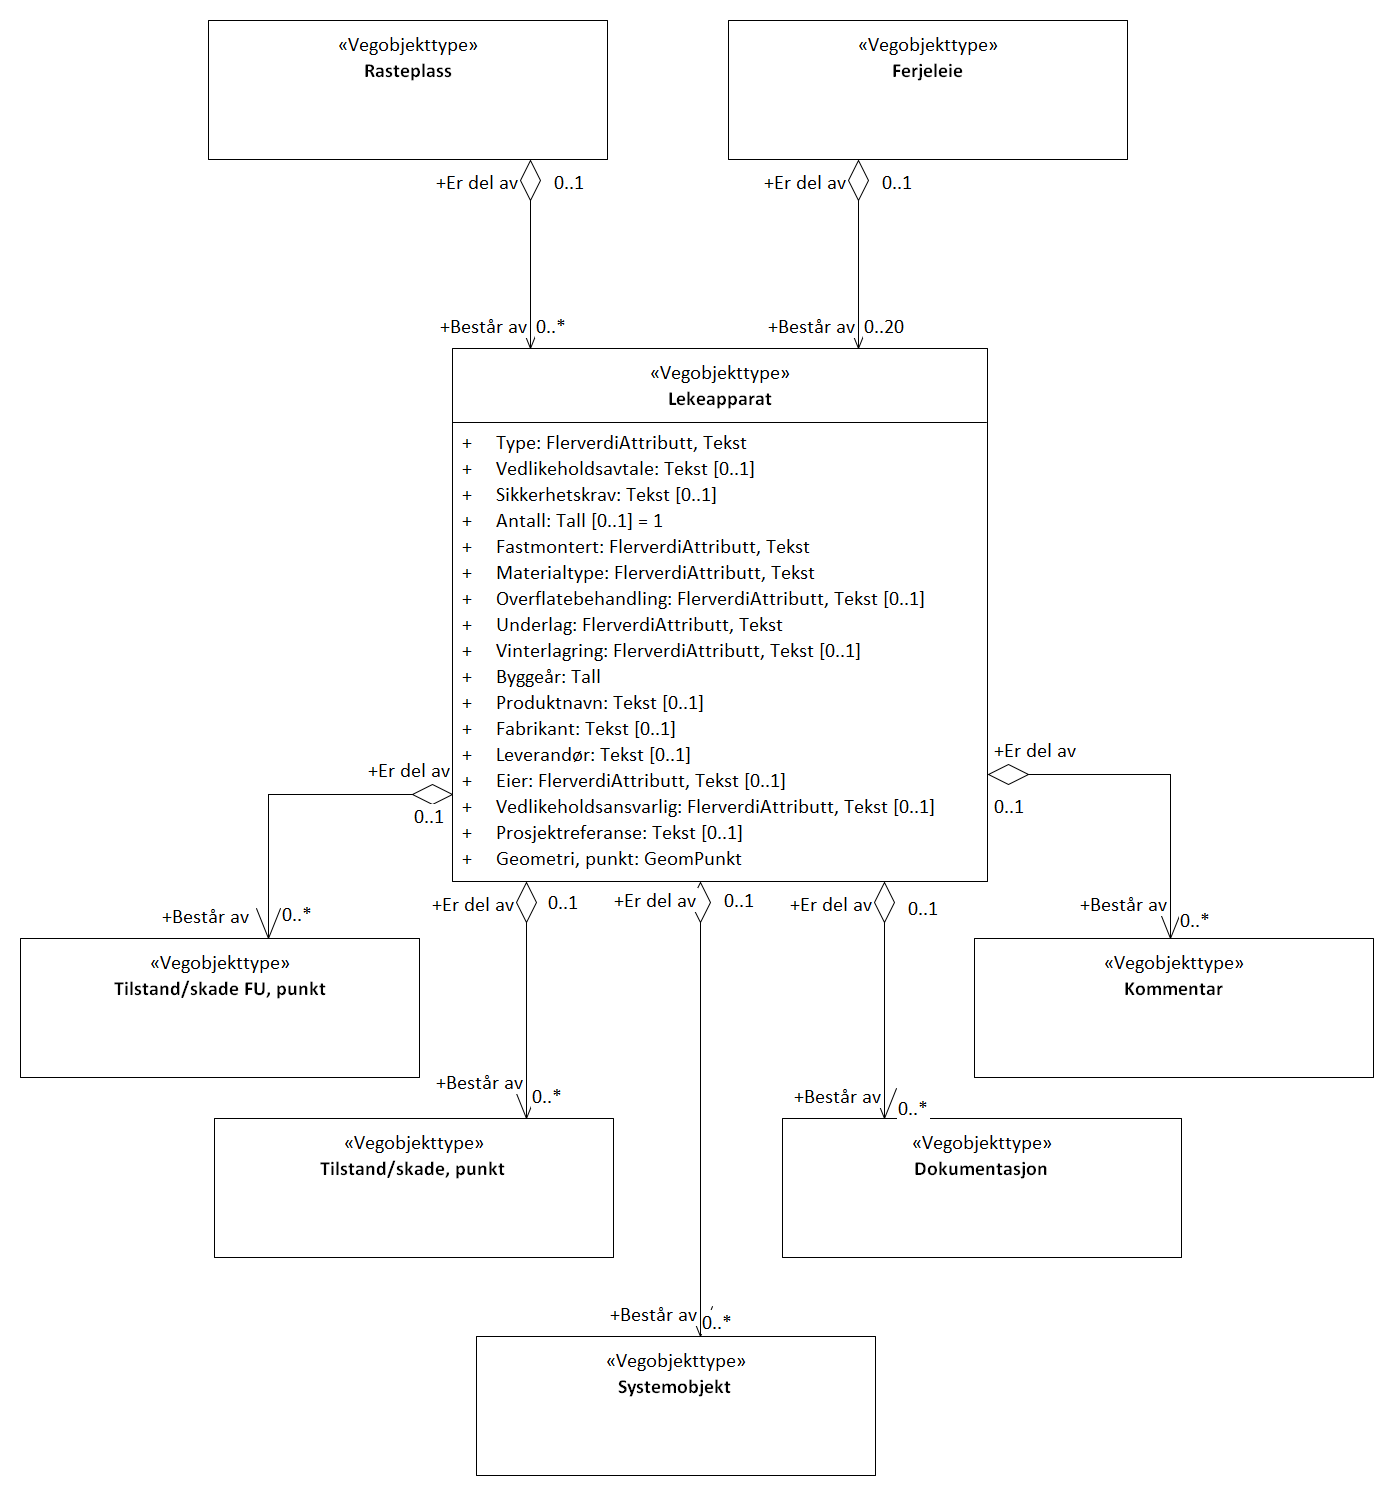 «Vegobjekttype»
Rasteplass
«Vegobjekttype»
Ferjeleie
+Er del av
0..1
+Er del av
0..1
+Består av
0..*
+Består av
0..20
«Vegobjekttype»
Lekeapparat
+ Type: FlerverdiAttributt, Tekst
+ Vedlikeholdsavtale: Tekst [0..1]
+ Sikkerhetskrav: Tekst [0..1]
+ Antall: Tall [0..1] = 1
+ Fastmontert: FlerverdiAttributt, Tekst
+ Materialtype: FlerverdiAttributt, Tekst
+ Overflatebehandling: FlerverdiAttributt, Tekst [0..1]
+ Underlag: FlerverdiAttributt, Tekst
+ Vinterlagring: FlerverdiAttributt, Tekst [0..1]
+ Byggeår: Tall
+ Produktnavn: Tekst [0..1]
+ Fabrikant: Tekst [0..1]
+ Leverandør: Tekst [0..1]
+ Eier: FlerverdiAttributt, Tekst [0..1]
+ Vedlikeholdsansvarlig: FlerverdiAttributt, Tekst [0..1]
+ Prosjektreferanse: Tekst [0..1]
+ Geometri, punkt: GeomPunkt
+Er del av
0..1
+Er del av
0..1
+Er del av
0..1
+Er del av
0..1
+Er del av
0..1
+Består av
0..*
+Består av
0..*
«Vegobjekttype»
Tilstand/skade FU, punkt
«Vegobjekttype»
Kommentar
+Består av
0..*
+Består av
0..*
«Vegobjekttype»
Tilstand/skade, punkt
«Vegobjekttype»
Dokumentasjon
+Består av
0..*
«Vegobjekttype»
Systemobjekt